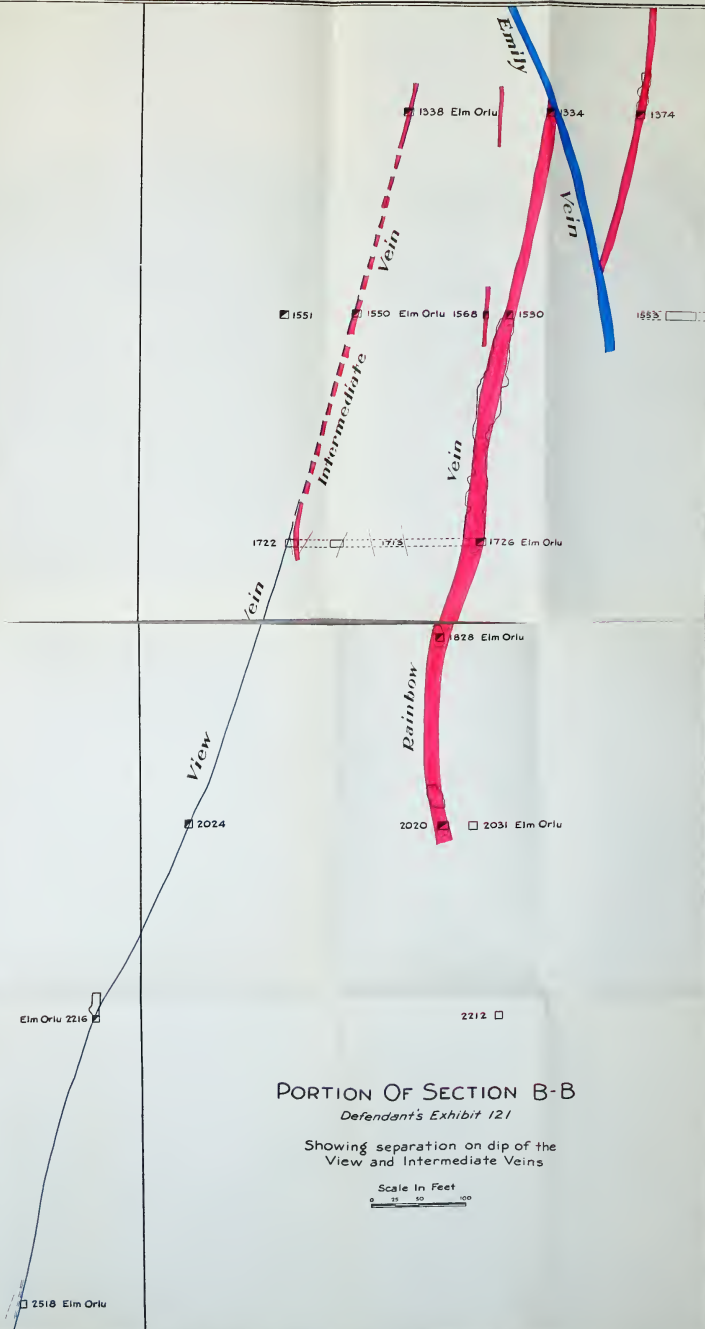 Emily
Vein
1338 Elm Orlu
1334
1374
Vein
Intermediate
1551
1550 Elm Orlu
1568
1530
1553
Vein
1722
1713
1726 Elm Orlu
Vein
View
1828 Elm Orlu
Rainbow
2024
2020
2031 Elm Orlu
Elm Orlu 2216
2212
PORTION OF SECTION B-B
Defendant's Exhibit 121
Showing separation on dip of the
View and Intermediate Veins
Scale In Feet
0 25 50 100
2518 Elm Orlu